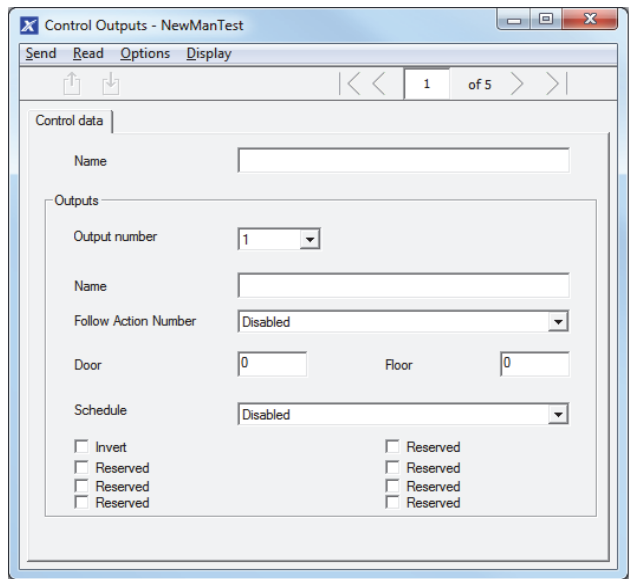 Control Outputs - NewManTest
Send Read Options Display
1 of 5
Control data
Name
Outputs
Output number 1
Name
Follow Action Number Disabled
Door 0 Floor 0
Schedule Disabled
Invert Reserved
Reserved Reserved
Reserved Reserved
Reserved Reserved